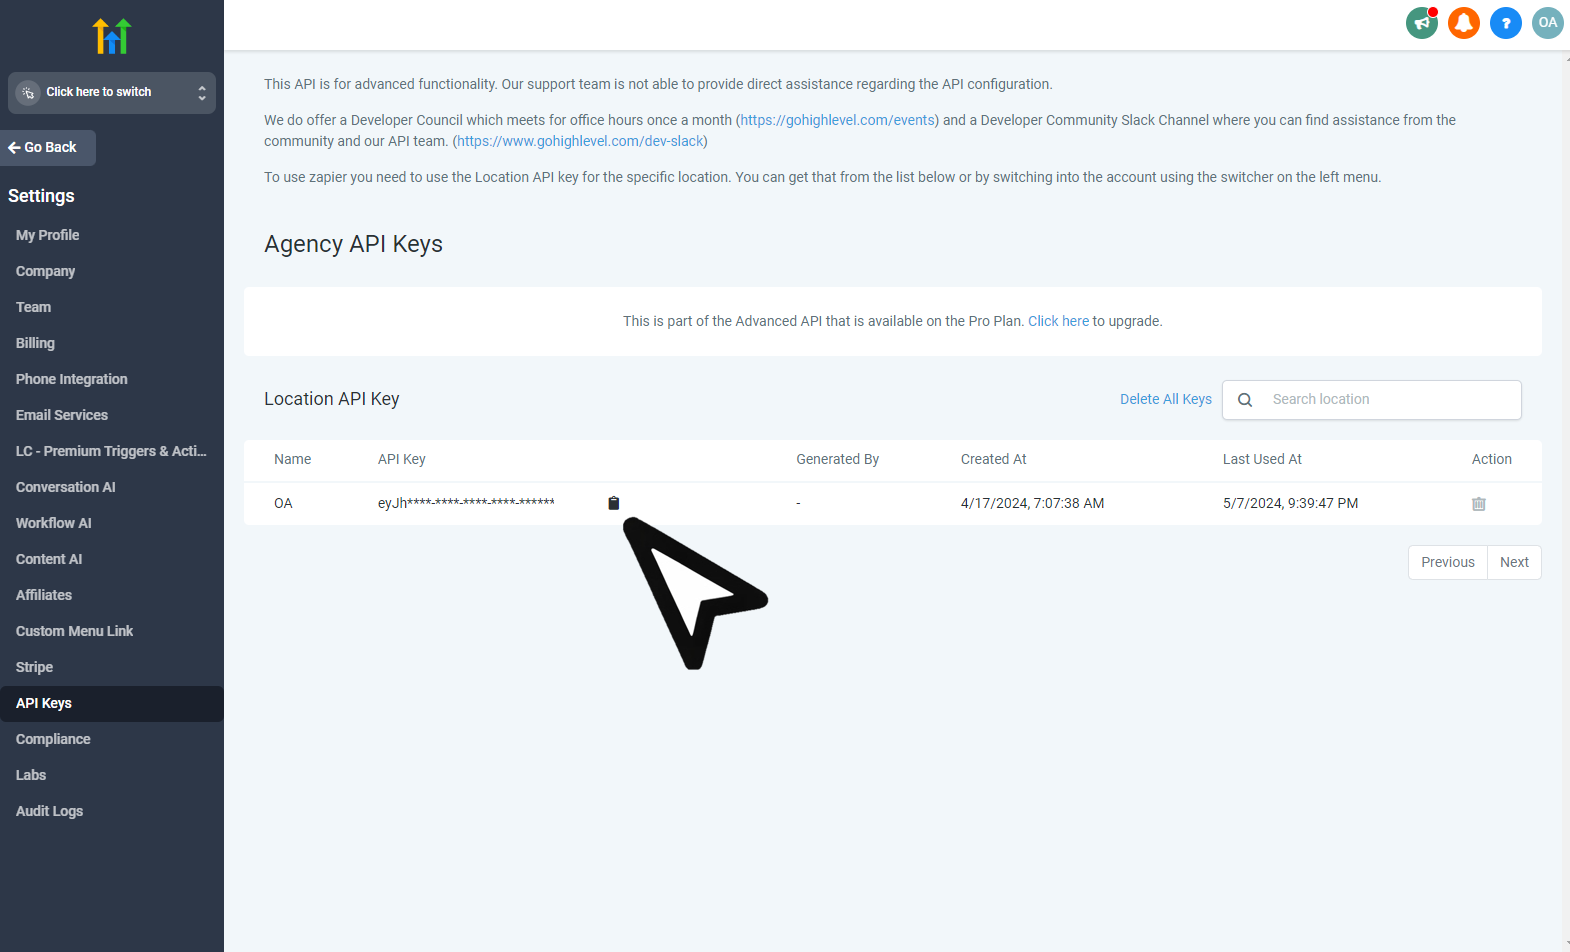 Click here to switch
Go Back
Settings
My Profile
Company
Team
Billing
Phone Integration
Email Services
LC - Premium Triggers & Acti...
Conversation AI
Workflow AI
Content AI
Affiliates
Custom Menu Link
Stripe
API Keys
Compliance
Labs
Audit Logs
?
OA
This API is for advanced functionality. Our support team is not able to provide direct assistance regarding the API configuration.
We do offer a Developer Council which meets for office hours once a month (https://gohighlevel.com/events) and a Developer Community Slack Channel where you can find assistance from the
community and our API team. (https://www.gohighlevel.com/dev-slack)
To use zapier you need to use the Location API key for the specific location. You can get that from the list below or by switching into the account using the switcher on the left menu.
Agency API Keys
This is part of the Advanced API that is available on the Pro Plan. Click here to upgrade.
Location API Key
Delete All Keys
Search location
Name API Key Generated By Created At Last Used At Action
OA eyJh****-****-****-****-****** - 4/17/2024, 7:07:38 AM 5/7/2024, 9:39:47 PM
Previous Next